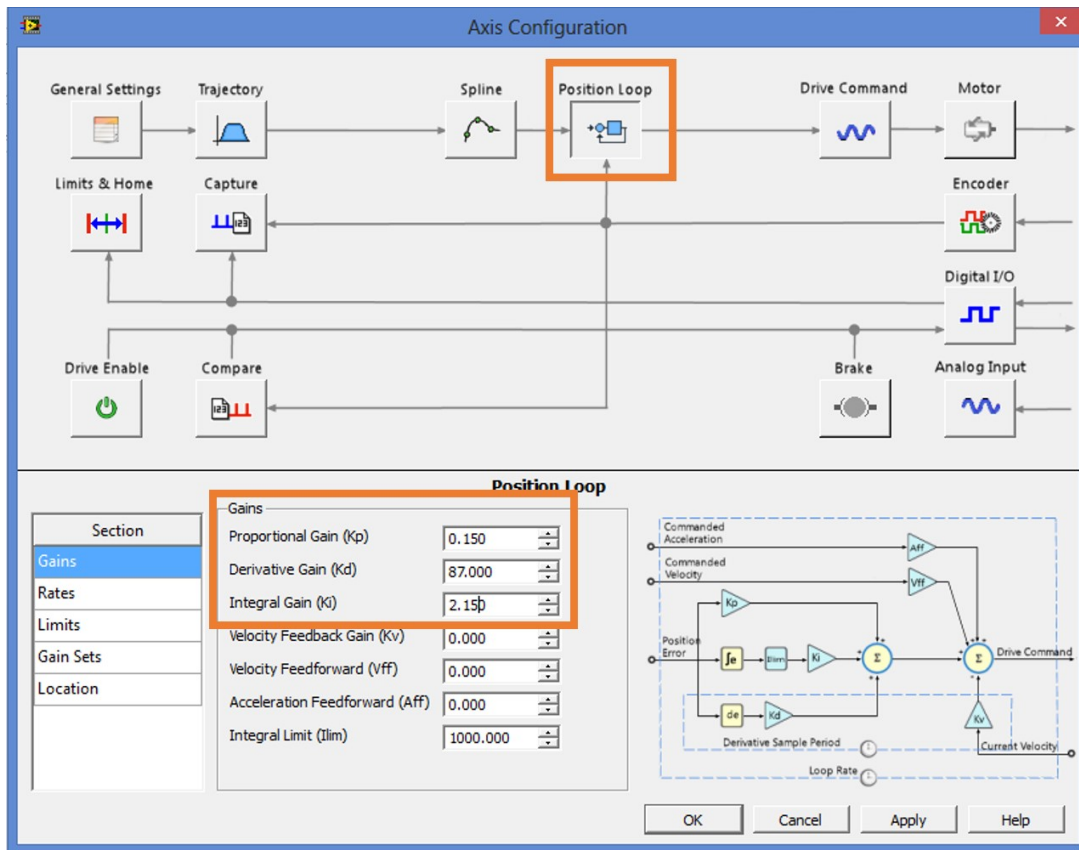 Axis Configuration
General Settings
Trajectory
Spline
Position Loop
Drive Command
Motor
Limits & Home
Capture
Encoder
123
Digital I/O
Drive Enable
Compare
Brake
Analog Input
123
Position Loop
Section
Gains
Rates
Limits
Gain Sets
Location
Gains
Proportional Gain (Kp) 0.150
Derivative Gain (Kd) 87.000
Integral Gain (Ki) 2.150
Velocity Feedback Gain (Kv) 0.000
Velocity Feedforward (Vff) 0.000
Acceleration Feedforward (Aff) 0.000
Integral Limit (Ilim) 1000.000
Commanded
Acceleration
Aff
Commanded
Velocity
Vff
Kp
Position
Error
∫e
Ilim
Ki
Σ
Σ
Drive Command
de
Kd
Kv
Derivative Sample Period
Current Velocity
Loop Rate
OK Cancel Apply Help